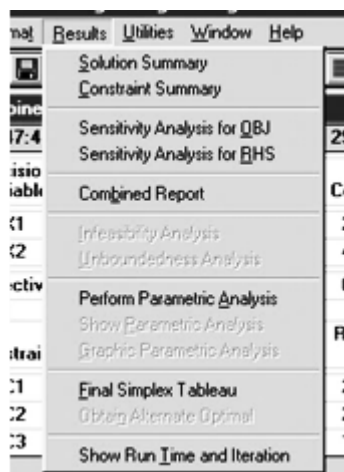 Results Utilities Window Help
Solution Summary
Constraint Summary
Sensitivity Analysis for OBJ
Sensitivity Analysis for RHS
Combined Report
Infeasibility Analysis
Unboundedness Analysis
Perform Parametric Analysis
Show Parametric Analysis
Graphic Parametric Analysis
Final Simplex Tableau
Obtain Alternate Optimal
Show Run Time and Iteration